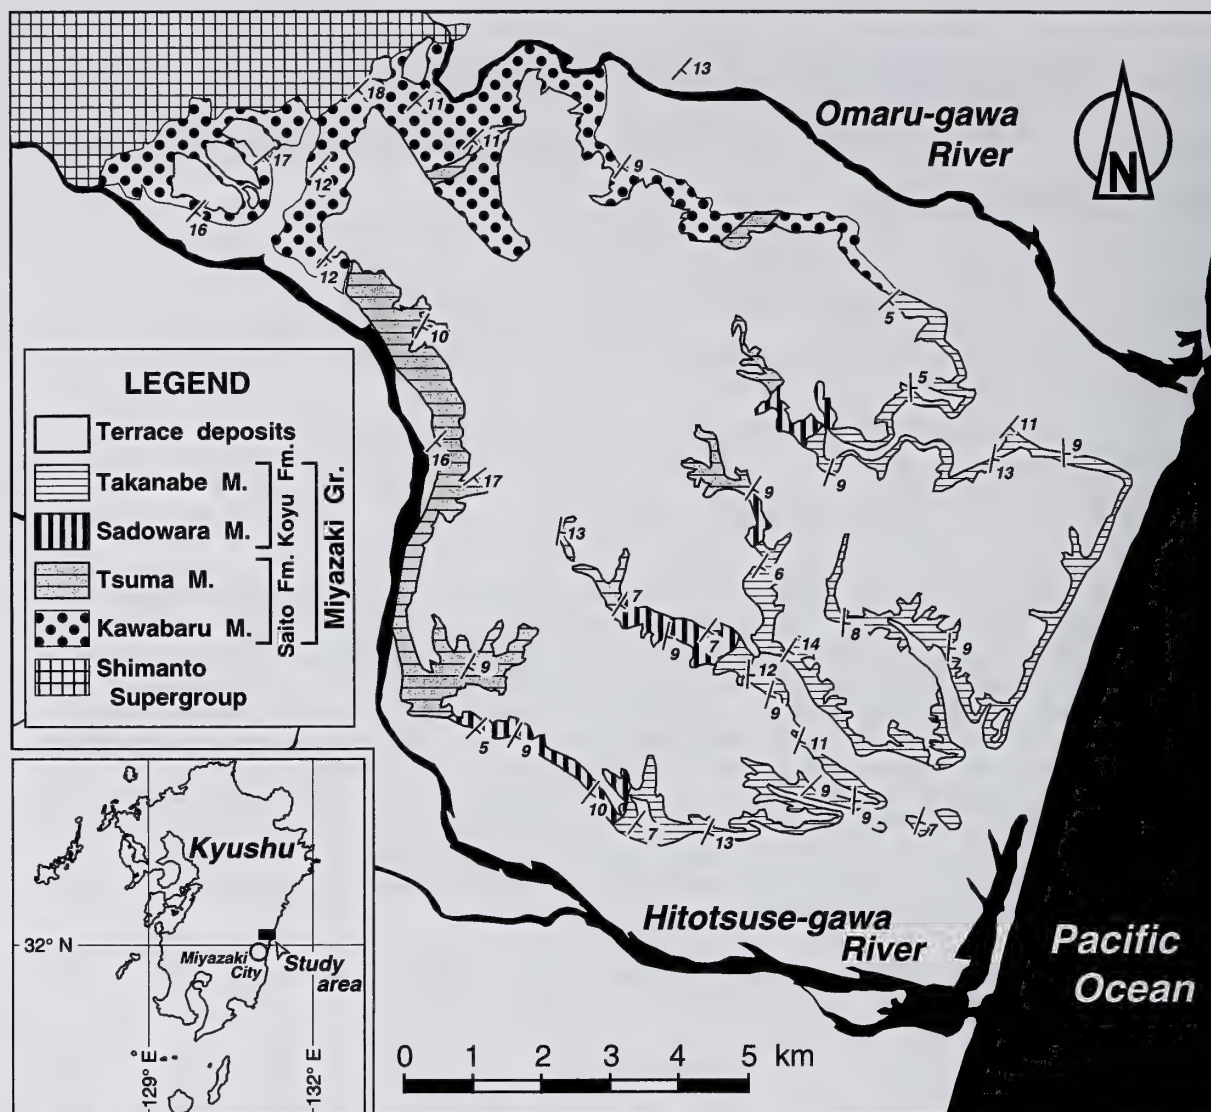 18
13
11
17
11
12
9
16
12
Omaru-gawa
River
N
10
5
5
16
17
9
11
13
9
9
13
6
7
9
7
14
12
9
8
9
9
5
9
11
10
7
13
9
9
7
LEGEND
Terrace deposits
Takanabe M.
Sadowara M.
Tsuma M.
Kawabaru M.
Shimanto
Supergroup
Koyu Fm.
Saito Fm.
Miyazaki Gr.
Kyushu
32° N
Miyazaki
City
Study
area
129° E
132° E
Hitotsuse-gawa
River
Pacific
Ocean
0 1 2 3 4 5 km